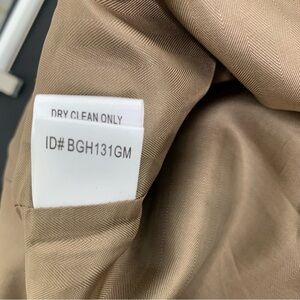 DRY CLEAN ONLY
ID# BGH131GM